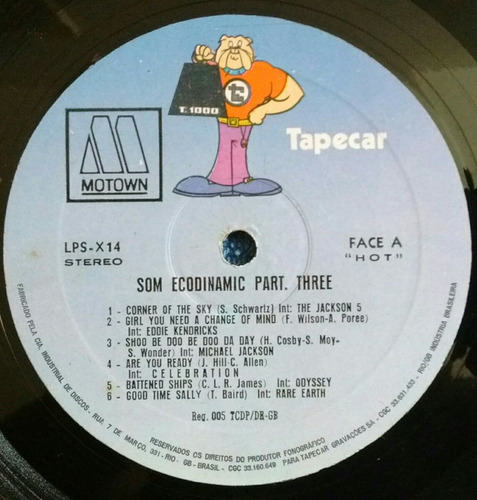 T.1000
Tapecar
MOTOWN
LPS-X14
STEREO
FACE A
"HOT"
SOM ECODINAMIC PART. THREE
1 - CORNER OF THE SKY (S. Schwartz) Int: THE JACKSON 5
2 - GIRL YOU NEED A CHANGE OF MIND (F. Wilson-A. Poree)
Int: EDDIE KENDRICKS
3 - SHOO BE DOO BE DOO DA DAY (H. Cosby-S. Moy-
S. Wonder) Int: MICHAEL JACKSON
4 - ARE YOU READY (J. Hill-C. Allen)
Int: CELEBRATION
5 - BATTENED SHIPS (C. L. R. James) Int: ODYSSEY
6 - GOOD TIME SALLY (T. Baird) Int: RARE EARTH
Reg. 005 TCDP/DR-GB
FABRICADO PELA CIA. INDUSTRIAL DE DISCOS - RUA 7 DE MARÇO, 331 - RIO. GB - BRASIL - CGC 33.160.649 PARA TAPECAR GRAVAÇÕES SA - CGC 33.631.433 - RIO/GB INDÚSTRIA BRASILEIRA
RESERVADOS OS DIREITOS DO PRODUTOR FONOGRÁFICO